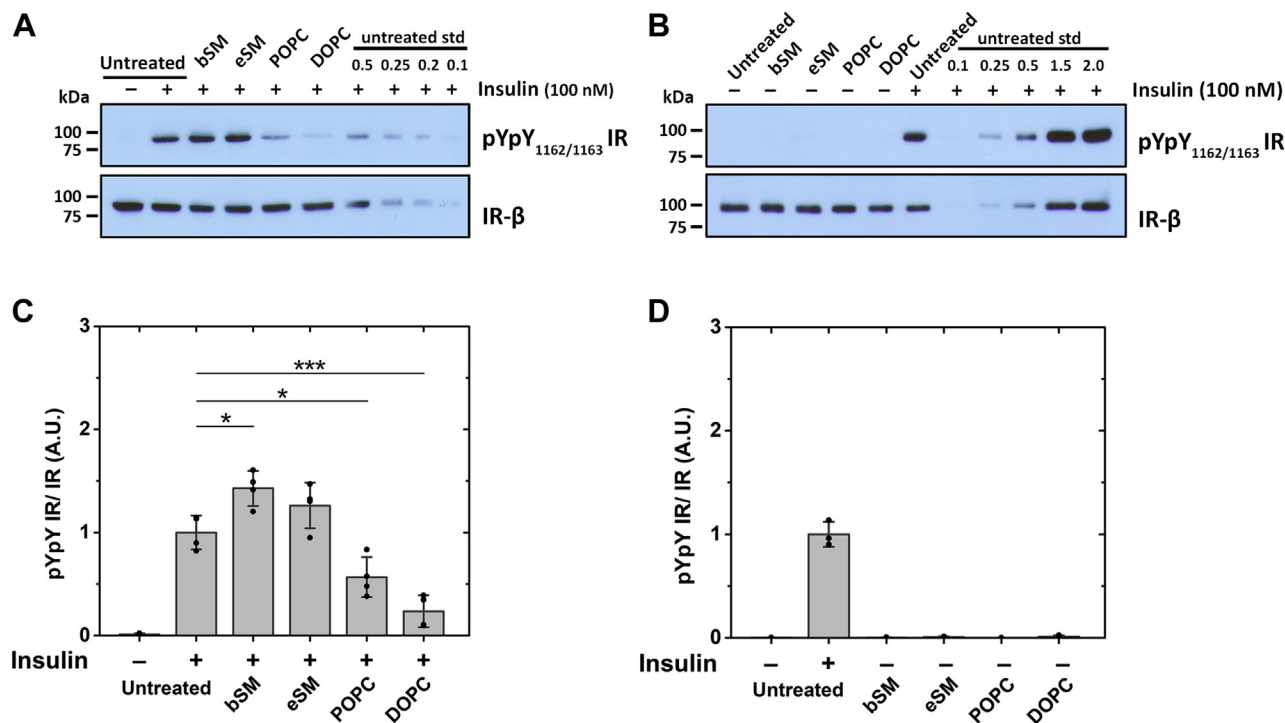 A
Untreated bSM eSM POPC DOPC untreated std
0.5 0.25 0.2 0.1
− + + + + + + + + + Insulin (100 nM)
kDa
100
75
pYpY1162/1163 IR
100
75
IR-β
B
Untreated bSM eSM POPC DOPC Untreated untreated std
0.1 0.25 0.5 1.5 2.0
− − − − − + + + + + + Insulin (100 nM)
kDa
100
75
pYpY1162/1163 IR
100
75
IR-β
C
pYpY IR/ IR (A.U.)
3
2
1
0
***
*
*
Insulin − + + + + +
Untreated bSM eSM POPC DOPC
D
pYpY IR/ IR (A.U.)
3
2
1
0
Insulin − + − − − −
Untreated bSM eSM POPC DOPC